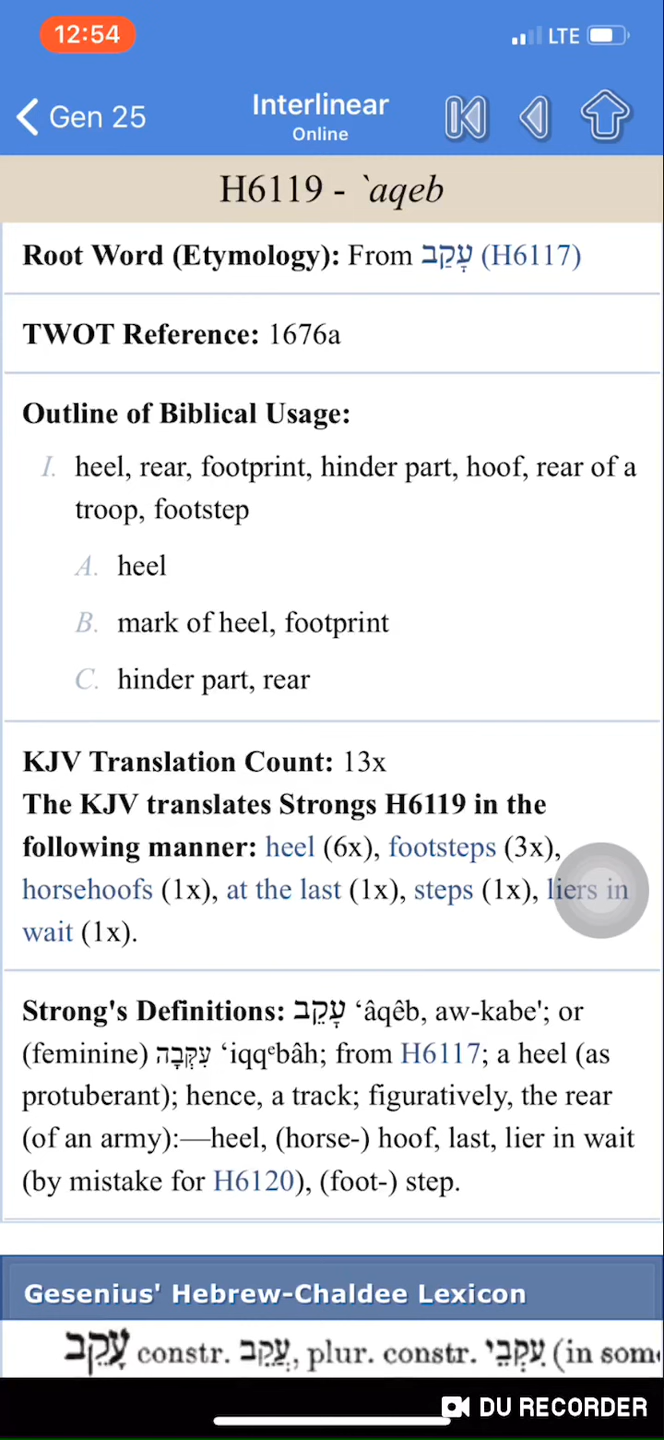 12:54
LTE
Gen 25
Interlinear
Online
H6119 - `aqeb
Root Word (Etymology): From עָקַב (H6117)
TWOT Reference: 1676a
Outline of Biblical Usage:
I. heel, rear, footprint, hinder part, hoof, rear of a
troop, footstep
A. heel
B. mark of heel, footprint
C. hinder part, rear
KJV Translation Count: 13x
The KJV translates Strongs H6119 in the
following manner: heel (6x), footsteps (3x),
horsehoofs (1x), at the last (1x), steps (1x), liers in
wait (1x).
Strong's Definitions: עָקֵב ʻâqêb, aw-kabe'; or
(feminine) עִקְּבָה ʻiqqᵉbâh; from H6117; a heel (as
protuberant); hence, a track; figuratively, the rear
(of an army):—heel, (horse-) hoof, last, lier in wait
(by mistake for H6120), (foot-) step.
Gesenius' Hebrew-Chaldee Lexicon
עָקֵב constr. עֲקֵב, plur. constr. עִקְּבֵי (in some
DU RECORDER